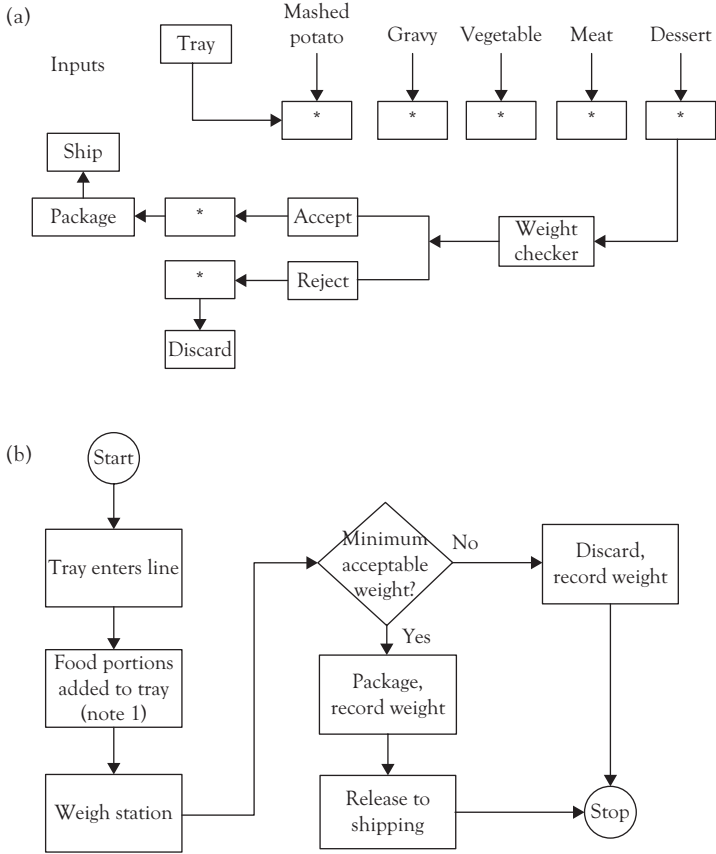 (a)
Inputs
Tray
Mashed
potato
Gravy
Vegetable
Meat
Dessert
*
*
*
*
*
Ship
Package
*
Accept
Weight
checker
*
Reject
Discard
(b)
Start
Tray enters line
Food portions
added to tray
(note 1)
Weigh station
Minimum
acceptable
weight?
No
Discard,
record weight
Yes
Package,
record weight
Release to
shipping
Stop